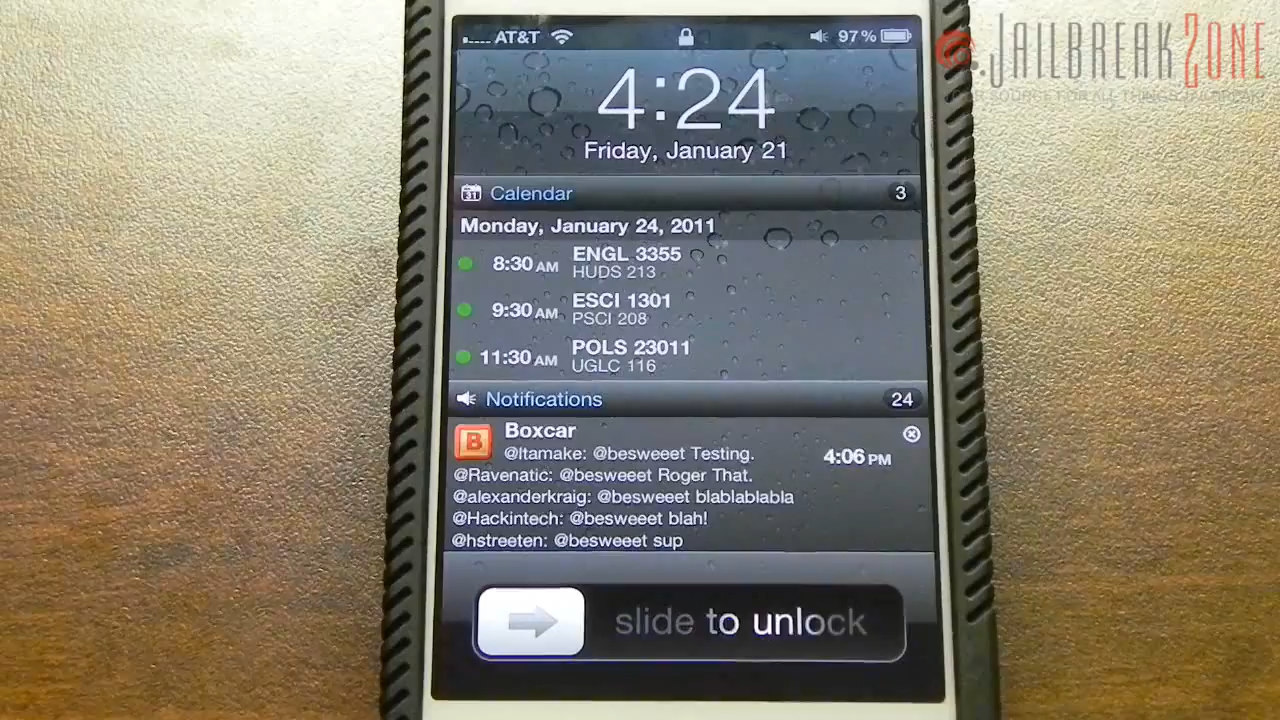 AT&T 97%
JAILBREAKZONE
4:24
Friday, January 21
31 Calendar 3
Monday, January 24, 2011
8:30 AM ENGL 3355
HUDS 213
9:30 AM ESCI 1301
PSCI 208
11:30 AM POLS 23011
UGLC 116
Notifications 24
B Boxcar
@ltamake: @besweeet Testing. 4:06 PM
@Ravenatic: @besweeet Roger That.
@alexanderkraig: @besweeet blablablabla
@Hackintech: @besweeet blah!
@hstreeten: @besweeet sup
slide to unlock